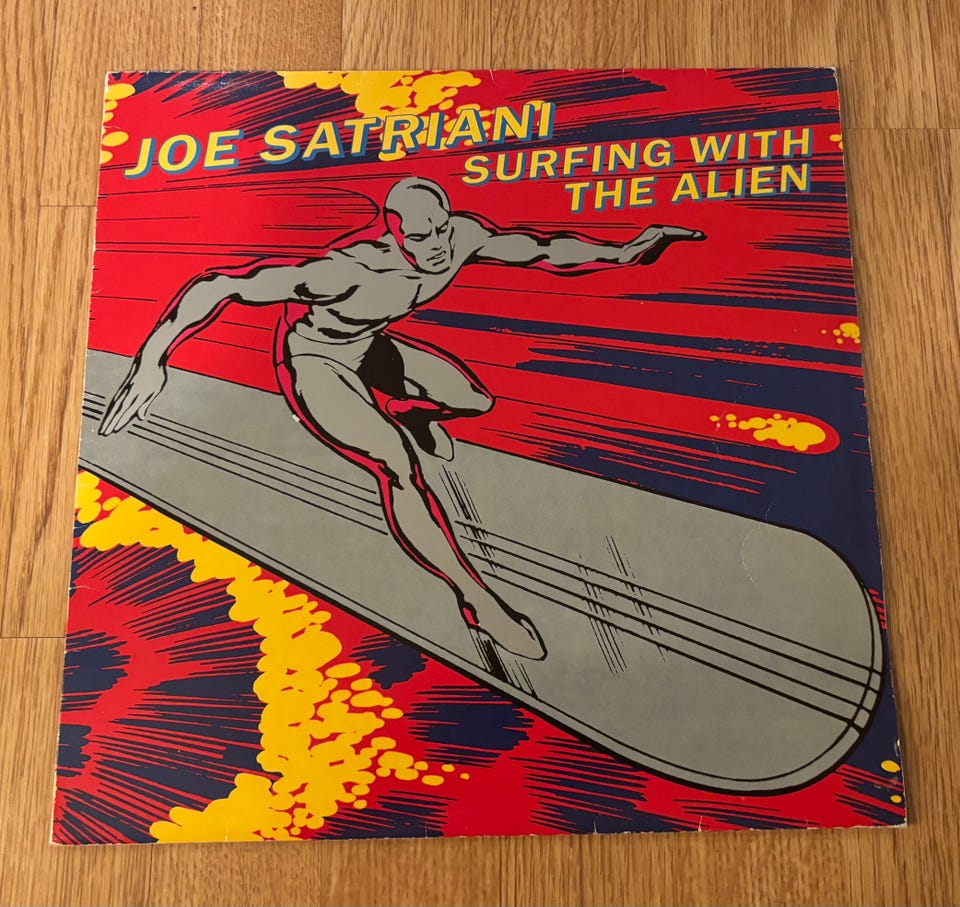 JOE SATRIANI
SURFING WITH
THE ALIEN